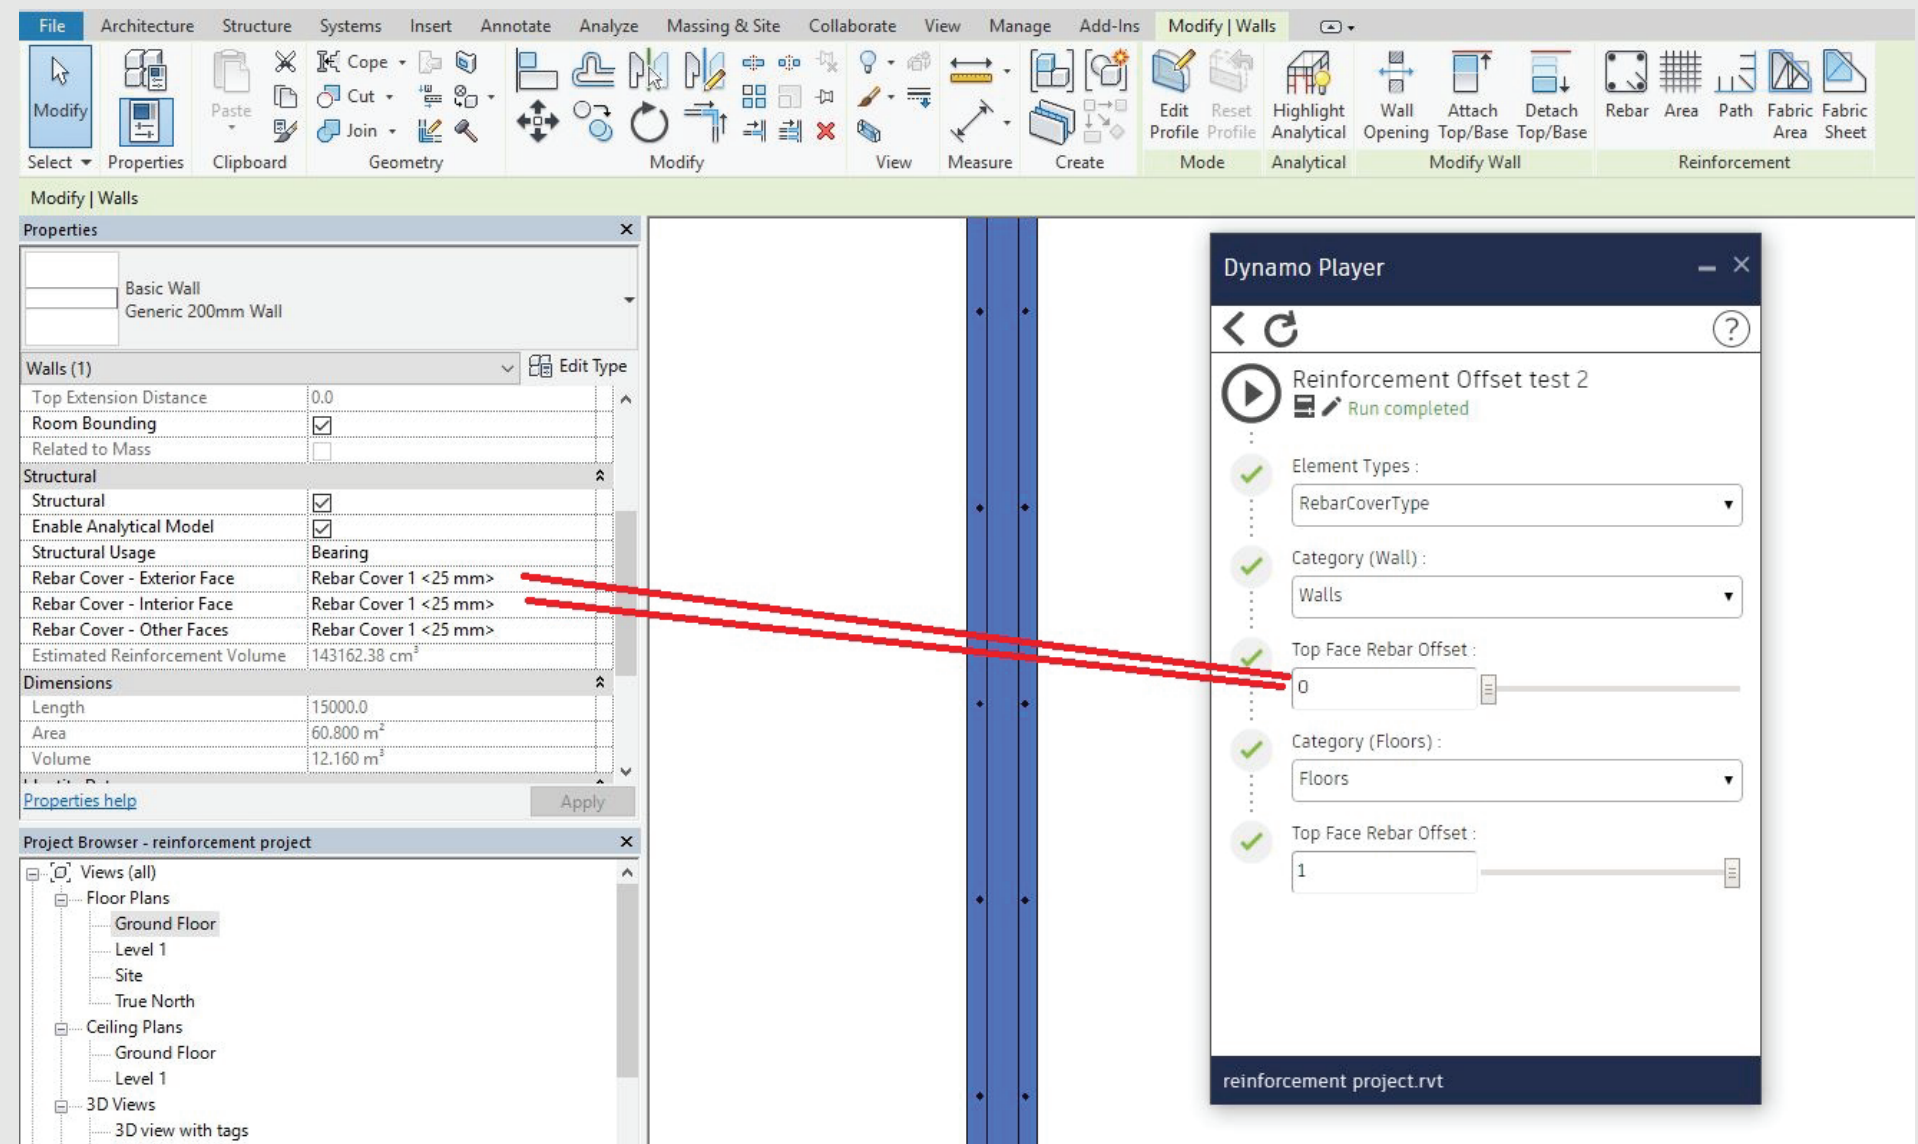 File Architecture Structure Systems Insert Annotate Analyze Massing & Site Collaborate View Manage Add-Ins Modify | Walls
Modify
Paste
Cope
Cut
Join
Edit Profile
Reset Profile
Highlight Analytical
Wall Opening
Attach Top/Base
Detach Top/Base
Rebar
Area
Path
Fabric Area
Fabric Sheet
Select Properties Clipboard Geometry Modify View Measure Create Mode Analytical Modify Wall Reinforcement
Modify | Walls
Properties
Basic Wall
Generic 200mm Wall
Walls (1) Edit Type
Top Extension Distance 0.0
Room Bounding
Related to Mass
Structural
Structural
Enable Analytical Model
Structural Usage Bearing
Rebar Cover - Exterior Face Rebar Cover 1 <25 mm>
Rebar Cover - Interior Face Rebar Cover 1 <25 mm>
Rebar Cover - Other Faces Rebar Cover 1 <25 mm>
Estimated Reinforcement Volume 143162.38 cm³
Dimensions
Length 15000.0
Area 60.800 m²
Volume 12.160 m³
Properties help Apply
Project Browser - reinforcement project
Views (all)
Floor Plans
Ground Floor
Level 1
Site
True North
Ceiling Plans
Ground Floor
Level 1
3D Views
3D view with tags
Dynamo Player
?
Reinforcement Offset test 2
Run completed
Element Types :
RebarCoverType
Category (Wall) :
Walls
Top Face Rebar Offset :
0
Category (Floors) :
Floors
Top Face Rebar Offset :
1
reinforcement project.rvt